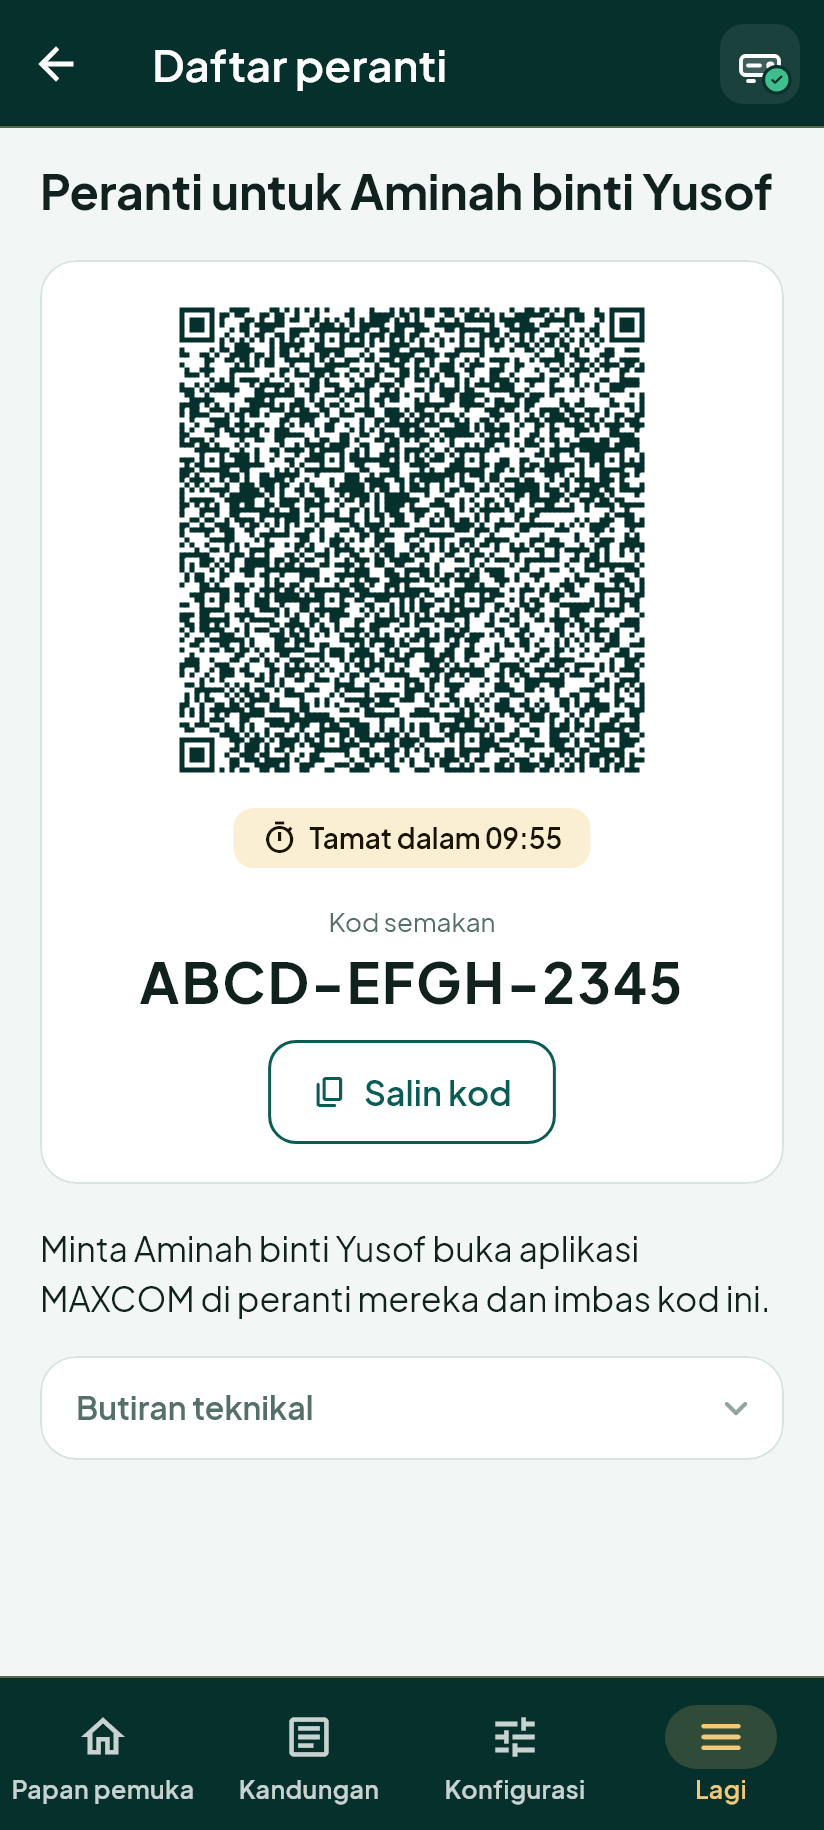 Daftar peranti
Peranti untuk Aminah binti Yusof
Tamat dalam 09:55
Kod semakan
ABCD-EFGH-2345
Salin kod
Minta Aminah binti Yusof buka aplikasi
MAXCOM di peranti mereka dan imbas kod ini.
Butiran teknikal
Papan pemuka
Kandungan
Konfigurasi
Lagi